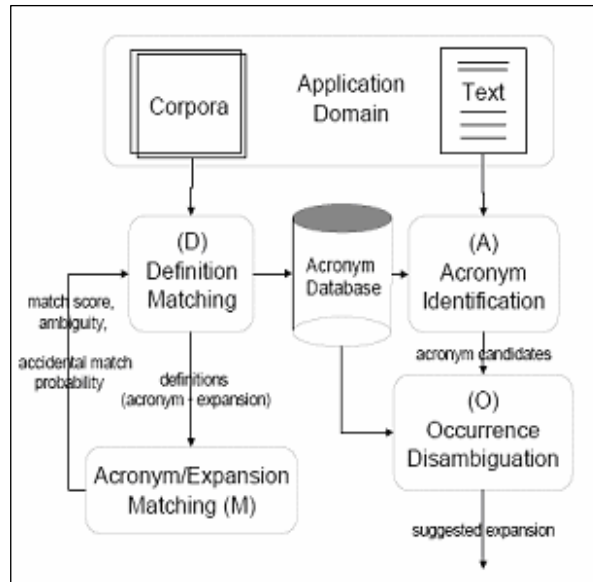 Corpora
Application
Domain
Text
(D)
Definition
Matching
Acronym
Database
(A)
Acronym
Identification
match score,
ambiguity,
accidental match
probability
definitions
(acronym - expansion)
acronym candidates
(O)
Occurrence
Disambiguation
Acronym/Expansion
Matching (M)
suggested expansion